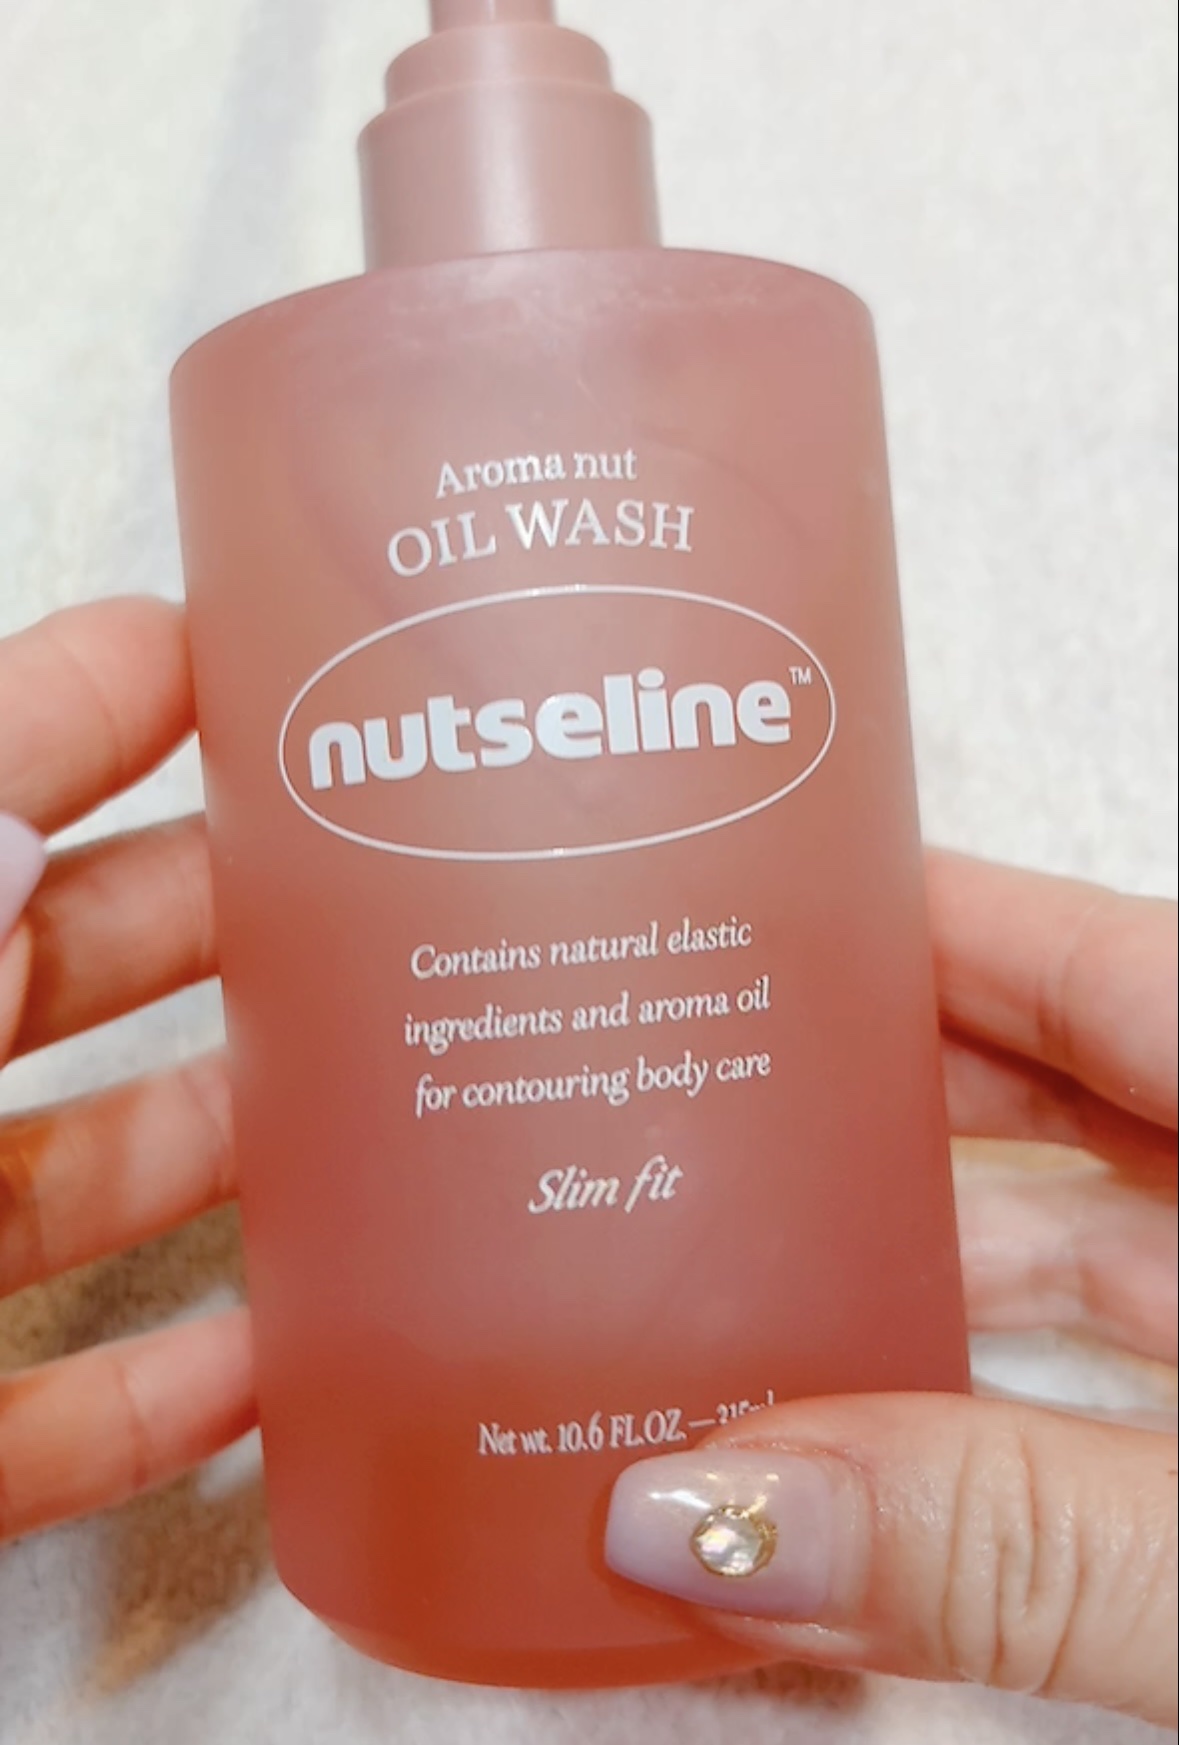 Aroma nut
OIL WASH
nutseline™
Contains natural elastic
ingredients and aroma oil
for contouring body care
Slim fit
Net wt. 10.6 FL.OZ. —